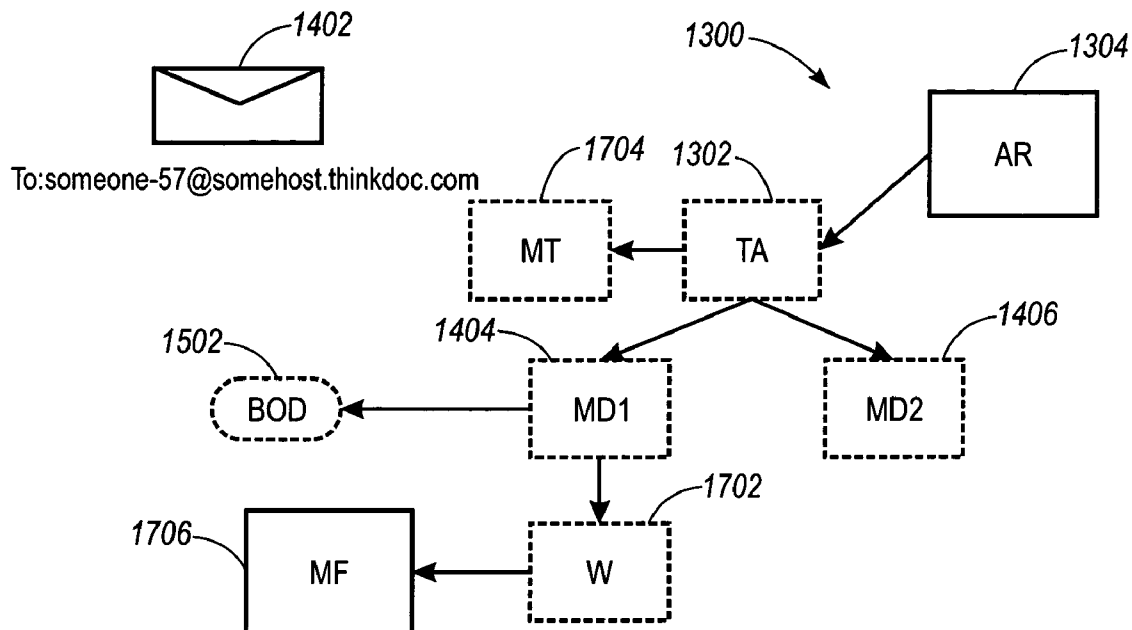 1402
1300
1304
AR
To:someone-57@somehost.thinkdoc.com
1704
1302
MT
TA
1404
1406
1502
BOD
MD1
MD2
1702
1706
MF
W